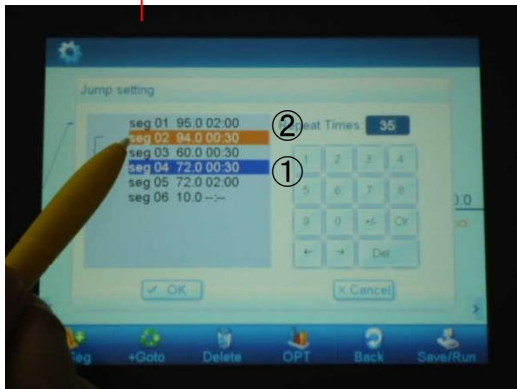 Jump setting
seg 01 95.0 02:00
seg 02 94.0 00:30
seg 03 60.0 00:30
seg 04 72.0 00:30
seg 05 72.0 02:00
seg 06 10.0 --:--
② Repeat Times: 35
①
1 2 3 4
5 6 7 8
9 0 +/- Clr
← → Del
✓ OK
× Cancel
0.0
Seg +Goto Delete OPT Back Save/Run